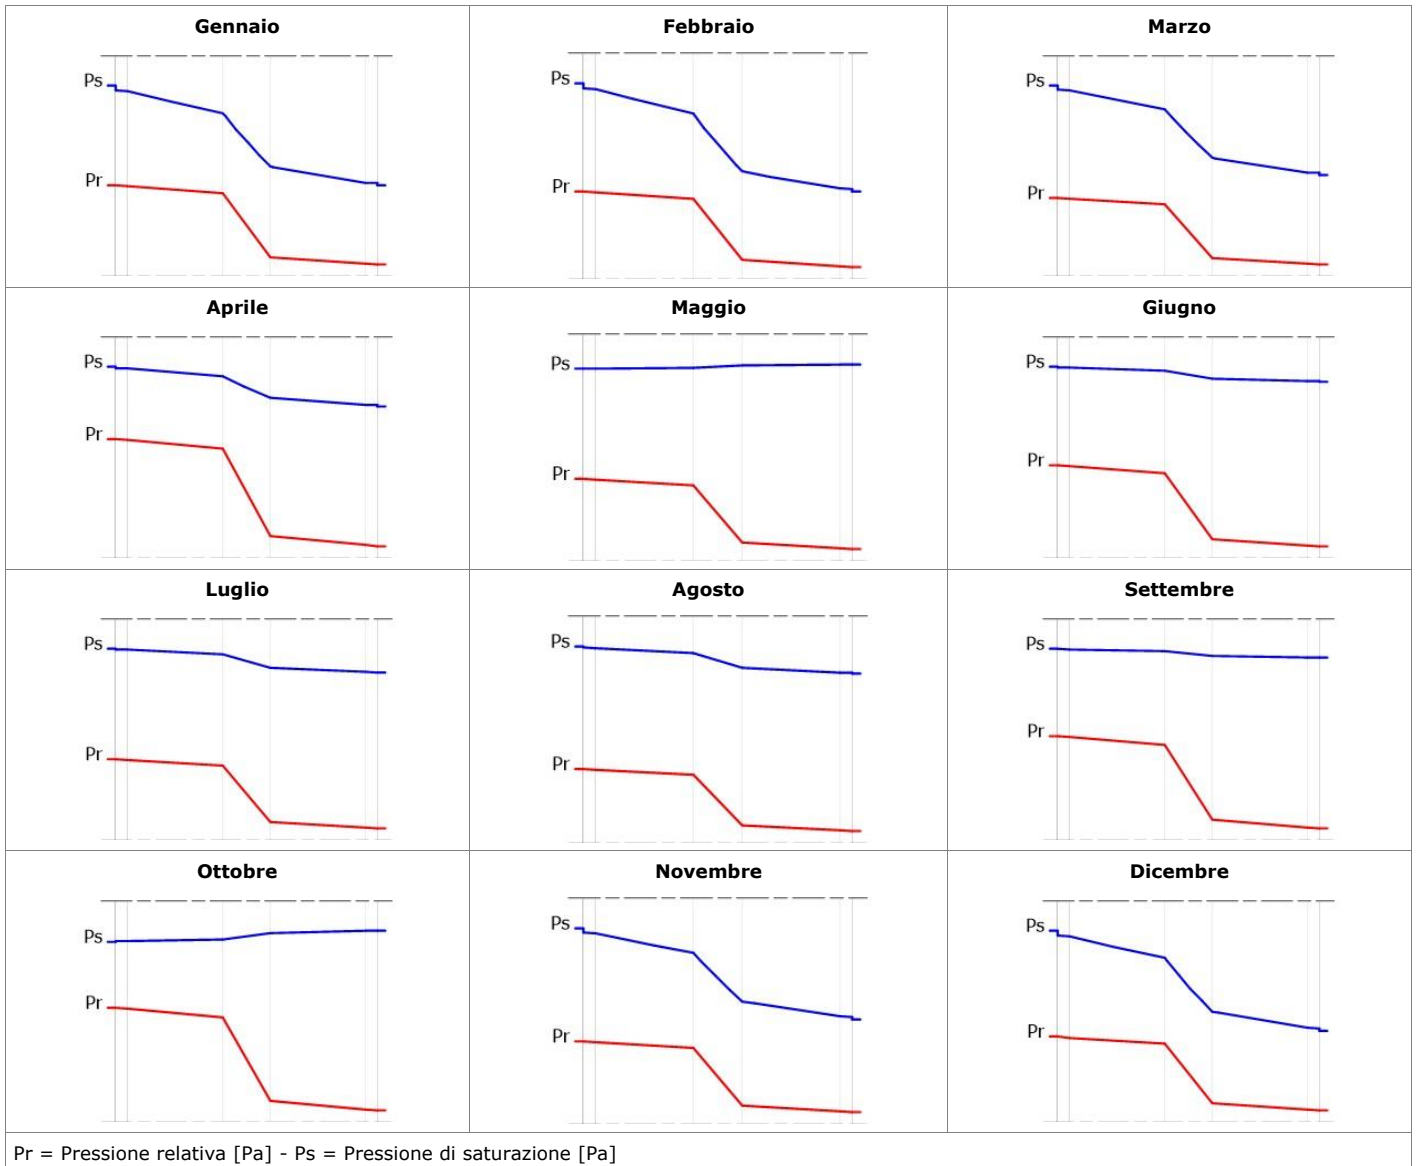 Gennaio Febbraio Marzo
Ps Ps Ps
Pr Pr Pr
Aprile Maggio Giugno
Ps Ps Ps
Pr Pr Pr
Luglio Agosto Settembre
Ps Ps Ps
Pr Pr Pr
Ottobre Novembre Dicembre
Ps Ps Ps
Pr Pr Pr
Pr = Pressione relativa [Pa] - Ps = Pressione di saturazione [Pa]